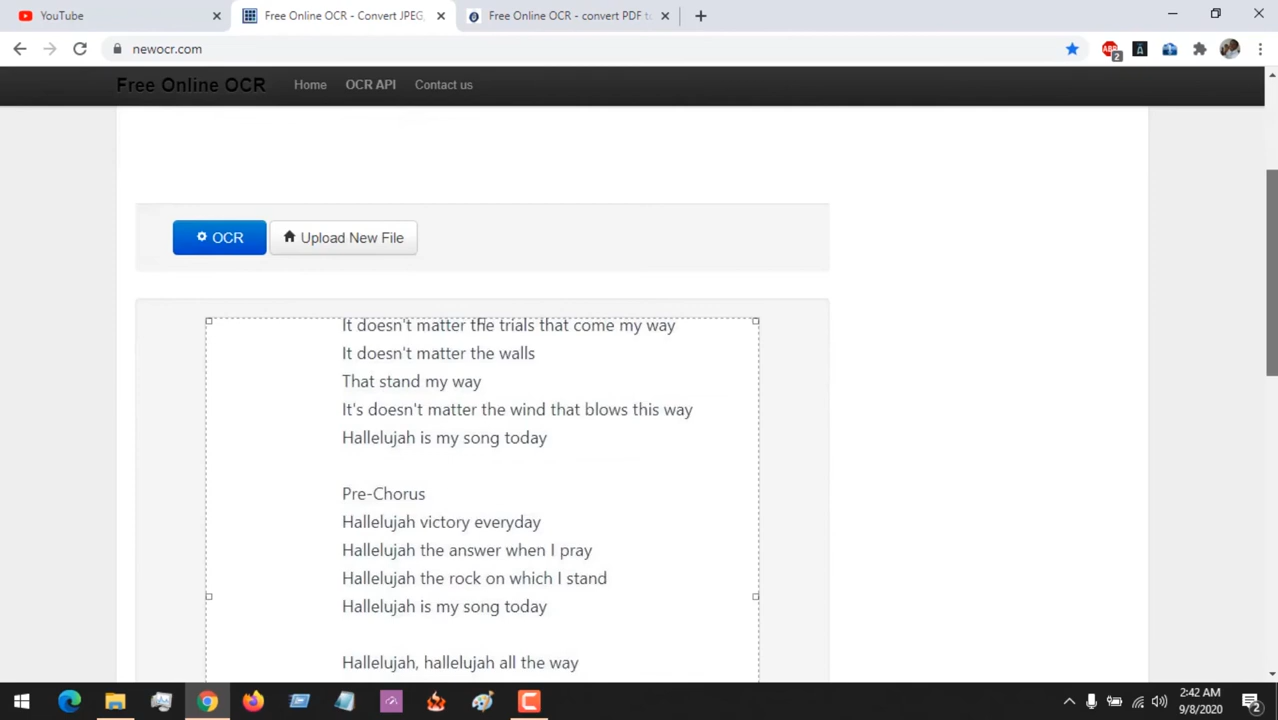 YouTube
Free Online OCR - Convert JPEG,
Free Online OCR - convert PDF to
newocr.com
ABP
2
Free Online OCR
Home
OCR API
Contact us
OCR
Upload New File
It doesn't matter the trials that come my way
It doesn't matter the walls
That stand my way
It's doesn't matter the wind that blows this way
Hallelujah is my song today
Pre-Chorus
Hallelujah victory everyday
Hallelujah the answer when I pray
Hallelujah the rock on which I stand
Hallelujah is my song today
Hallelujah, hallelujah all the way
2:42 AM
9/8/2020
2